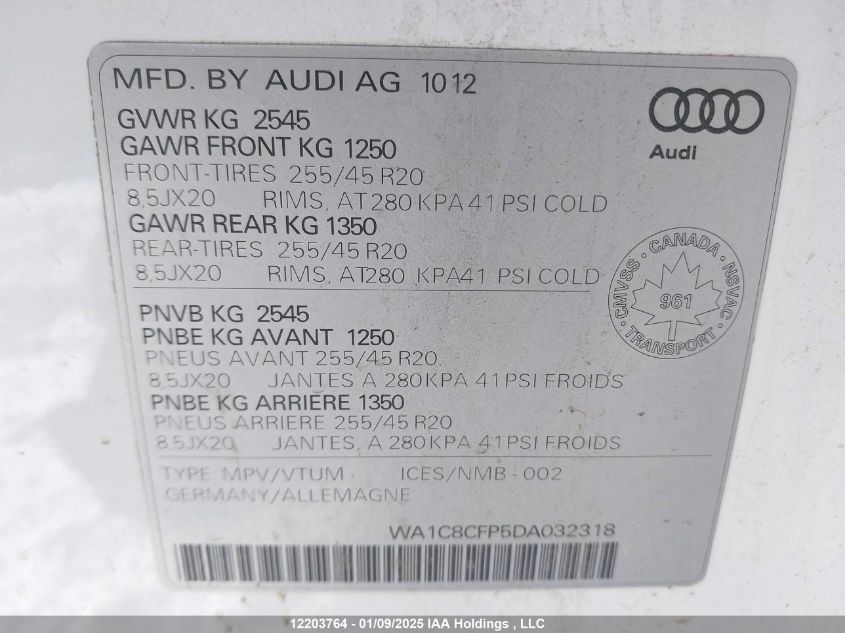 MFD. BY AUDI AG 1012
Audi
GVWR KG 2545
GAWR FRONT KG 1250
FRONT-TIRES 255/45 R20
8,5JX20 RIMS, AT 280 KPA 41 PSI COLD
GAWR REAR KG 1350
REAR-TIRES 255/45 R20
8,5JX20 RIMS, AT280 KPA41 PSI COLD
CMVSS · CANADA · NSVAC
961
· TRANSPORT ·
PNVB KG 2545
PNBE KG AVANT 1250
PNEUS AVANT 255/45 R20,
8,5JX20 JANTES A 280KPA 41PSI FROIDS
PNBE KG ARRIERE 1350
PNEUS ARRIERE 255/45 R20
8,5JX20 JANTES, A 280KPA 41PSI FROIDS
TYPE MPV/VTUM ICES/NMB - 002
GERMANY/ALLEMAGNE
WA1C8CFP5DA032318
12203764 - 01/09/2025 IAA Holdings , LLC